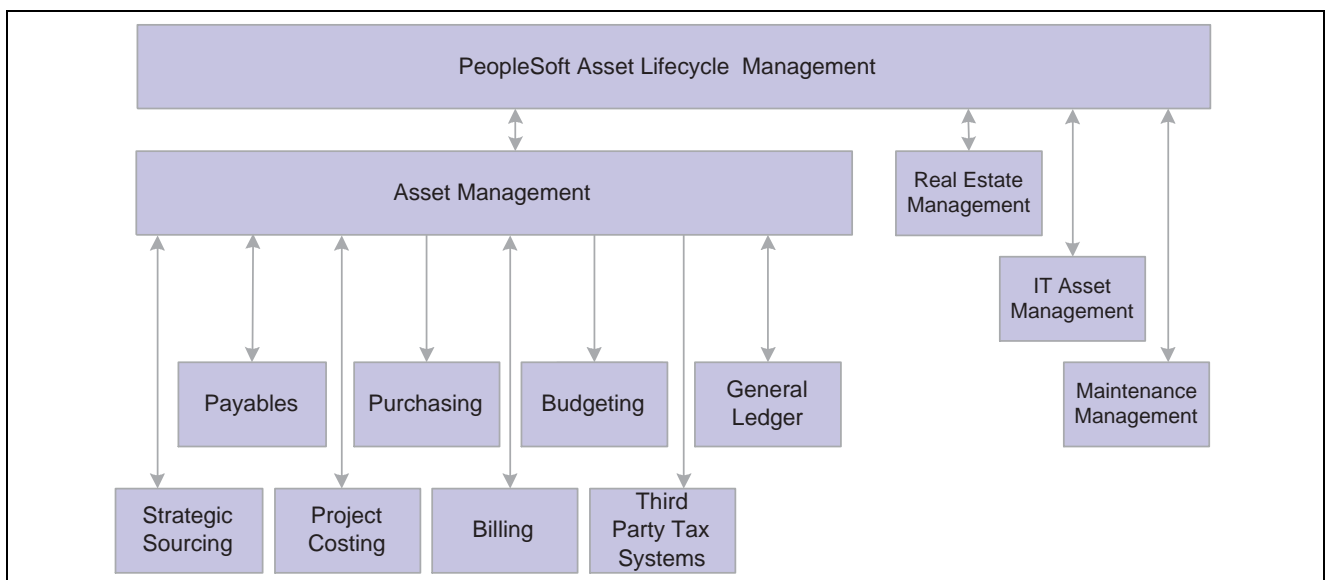 PeopleSoft Asset Lifecycle Management
Asset Management
Real Estate
Management
IT Asset
Management
Payables
Purchasing
Budgeting
General
Ledger
Maintenance
Management
Strategic
Sourcing
Project
Costing
Billing
Third
Party Tax
Systems